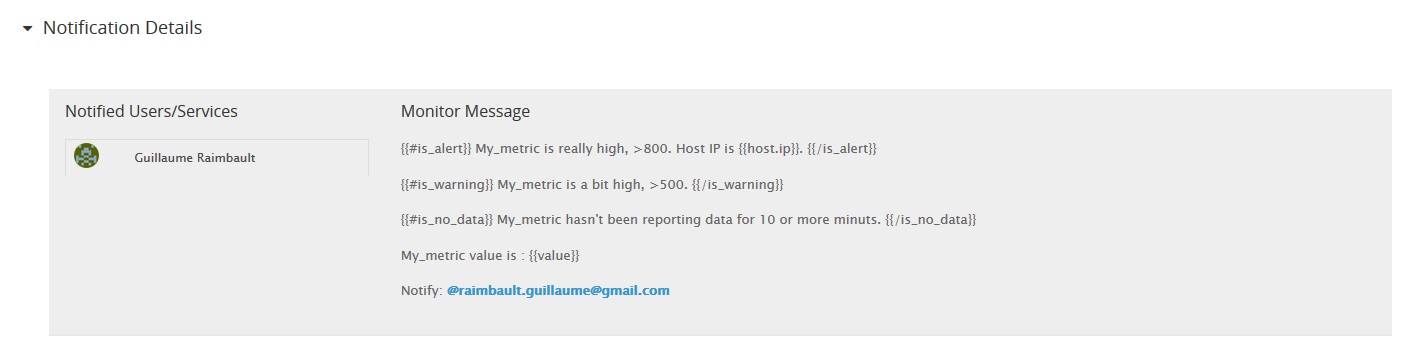 Notification Details
Notified Users/Services
Guillaume Raimbault
Monitor Message
{{#is_alert}} My_metric is really high, >800. Host IP is {{host.ip}}. {{/is_alert}}
{{#is_warning}} My_metric is a bit high, >500. {{/is_warning}}
{{#is_no_data}} My_metric hasn't been reporting data for 10 or more minuts. {{/is_no_data}}
My_metric value is : {{value}}
Notify: @raimbault.guillaume@gmail.com